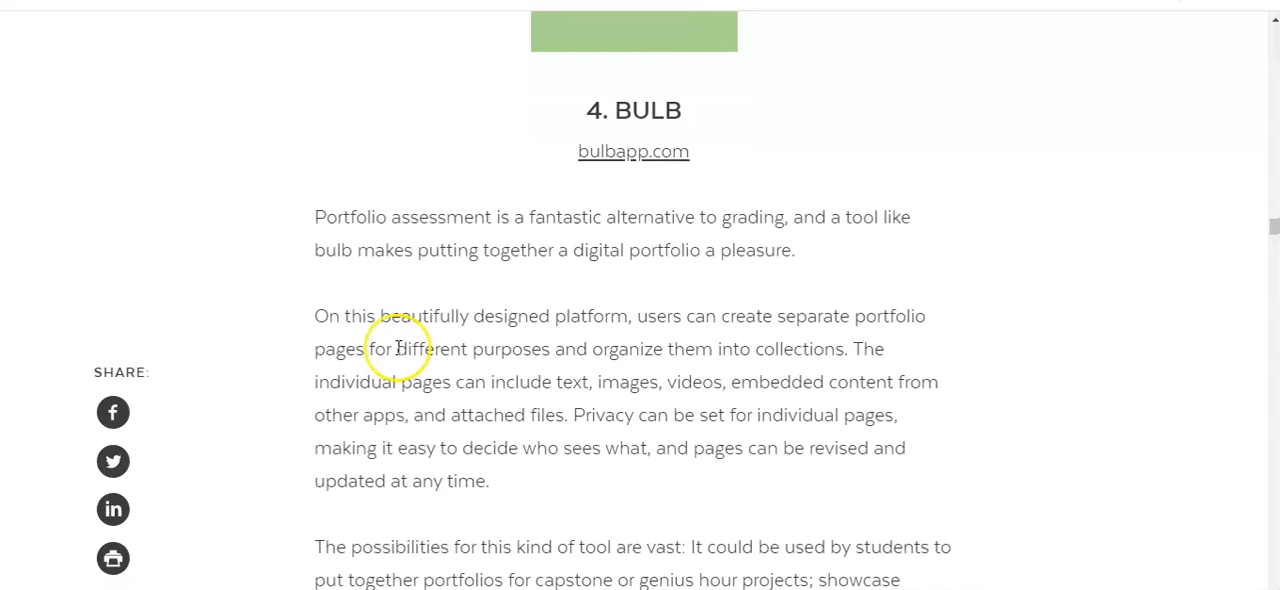 4. BULB
bulbapp.com
Portfolio assessment is a fantastic alternative to grading, and a tool like
bulb makes putting together a digital portfolio a pleasure.
On this beautifully designed platform, users can create separate portfolio
pages for different purposes and organize them into collections. The
individual pages can include text, images, videos, embedded content from
other apps, and attached files. Privacy can be set for individual pages,
making it easy to decide who sees what, and pages can be revised and
updated at any time.
The possibilities for this kind of tool are vast: It could be used by students to
put together portfolios for capstone or genius hour projects; showcase
SHARE:
f
in